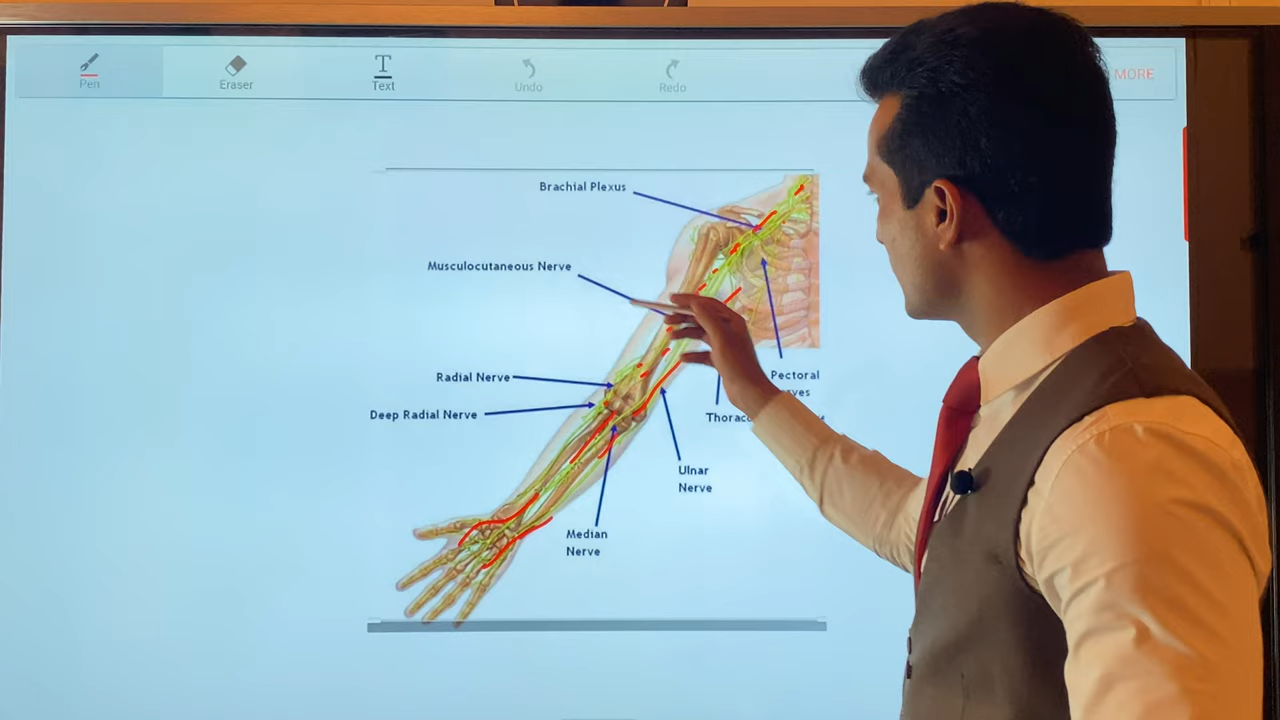 Pen
Eraser
T
Text
Undo
Redo
MORE
Brachial Plexus
Musculocutaneous Nerve
Radial Nerve
Deep Radial Nerve
Pectoral
Ulnar
Nerve
Median
Nerve